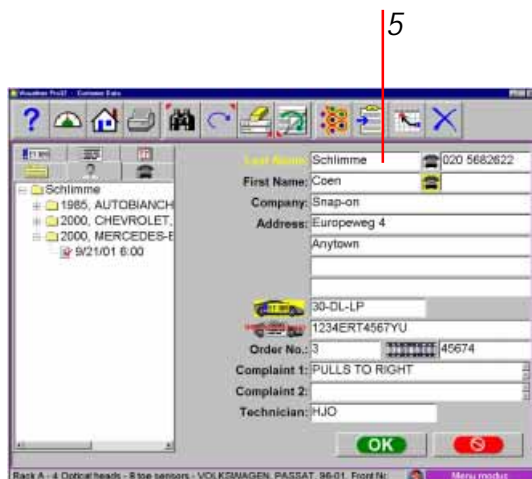 5
Visualiner Pro32 - Customer Data
?
Schlimme
1985, AUTOBIANCH
2000, CHEVROLET,
2000, MERCEDES-E
9/21/01 6:00
Last Name: Schlimme 020 5682622
First Name: Coen
Company: Snap-on
Address: Europeweg 4
Anytown
30-DL-LP
1234ERT4567YU
Order No.: 3 45674
Complaint 1: PULLS TO RIGHT
Complaint 2:
Technician: HJO
OK
Rack A - 4 Optical heads - 8 toe sensors - VOLKSWAGEN, PASSAT, 96-01, Front Nr. Menu modus